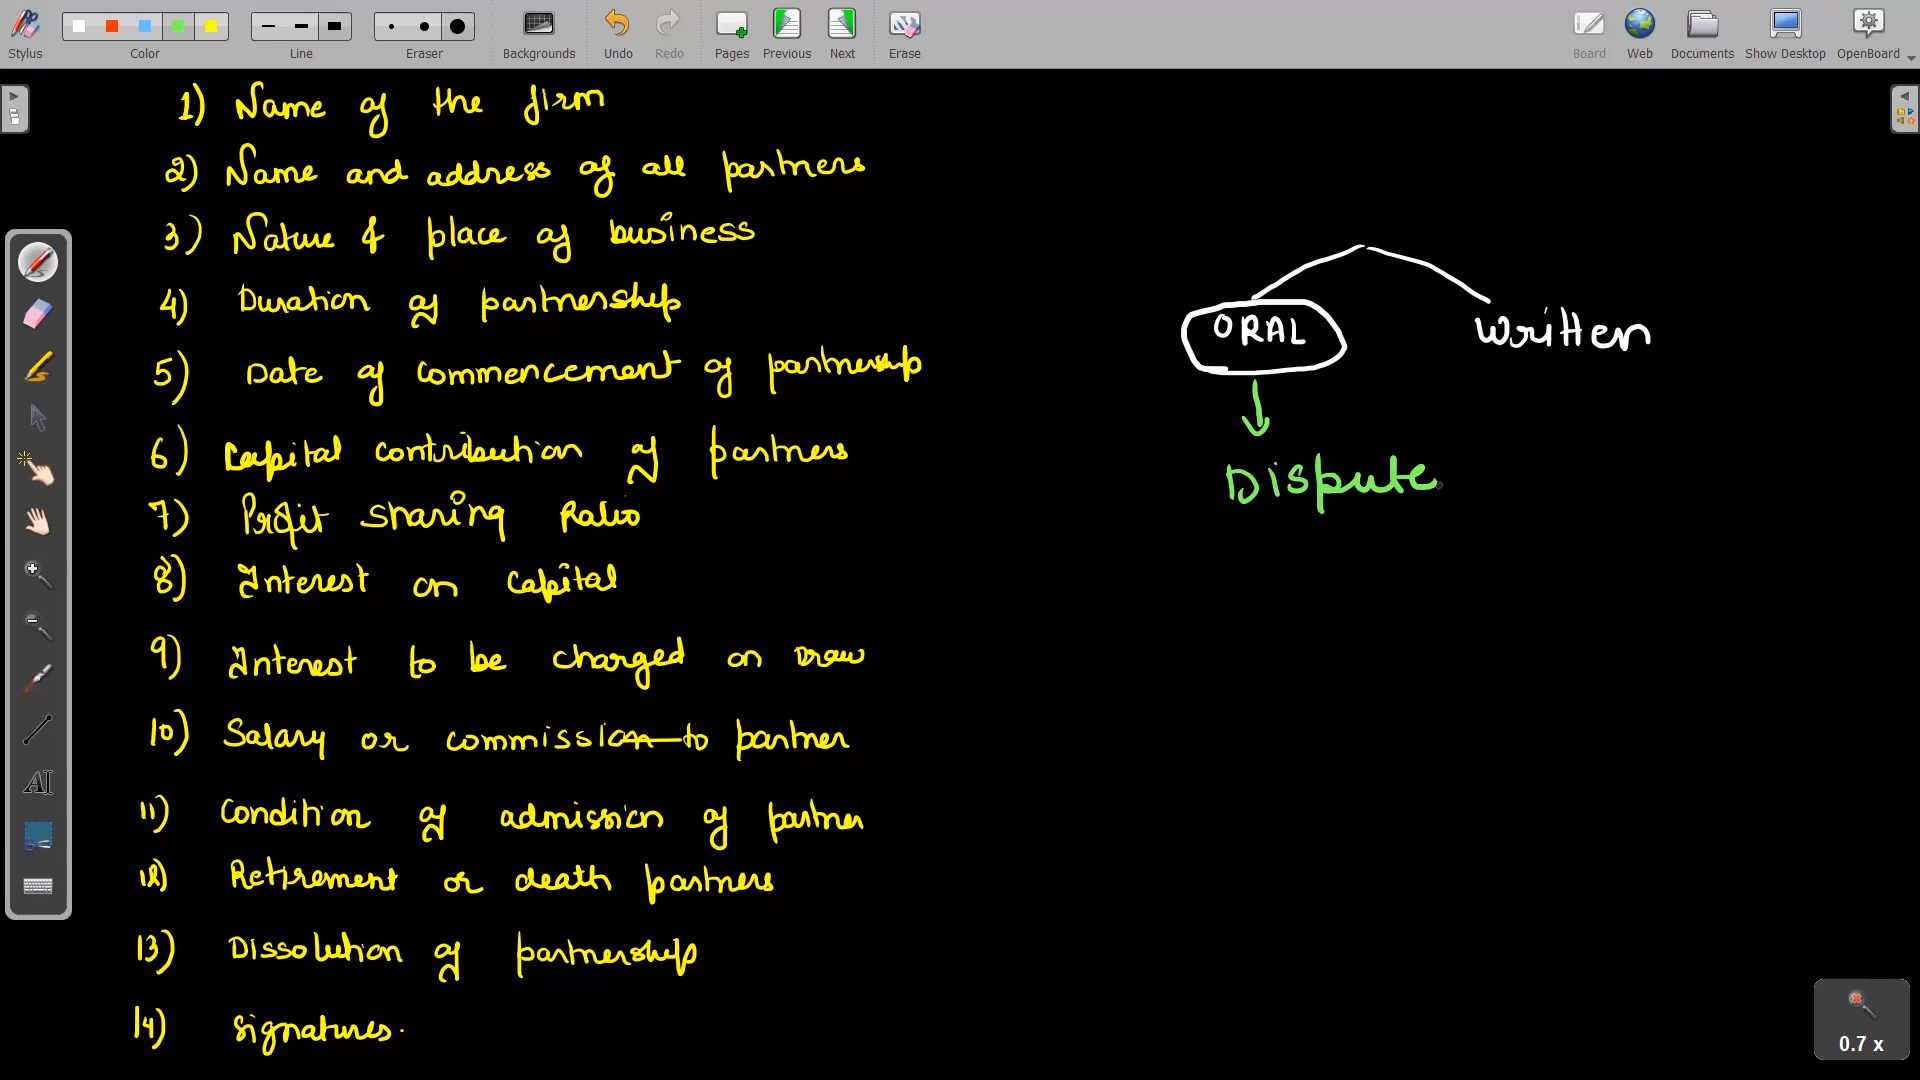 Stylus
Color
Line
Eraser
Backgrounds
Undo
Redo
Pages
Previous
Next
Erase
Board
Web
Documents
Show Desktop
OpenBoard
1) Name of the firm
2) Name and address of all partners
3) Nature & place of business
4) Duration of partnership
5) Date of commencement of partnership
6) Capital contribution of partners
7) Profit sharing Ratio
8) Interest on capital
9) Interest to be charged on Draw
10) Salary or commission to partner
11) Condition of admission of partner
12) Retirement or death partners
13) Dissolution of partnership
14) Signatures.
ORAL
Written
Dispute
AI
0.7 x